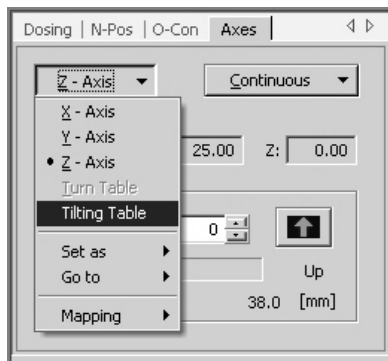 Dosing | N-Pos | O-Con Axes
Z - Axis Continuous
X - Axis
Y - Axis
Z - Axis 25.00 Z: 0.00
Turn Table
Tilting Table
0
Set as
Go to Up
38.0 [mm]
Mapping